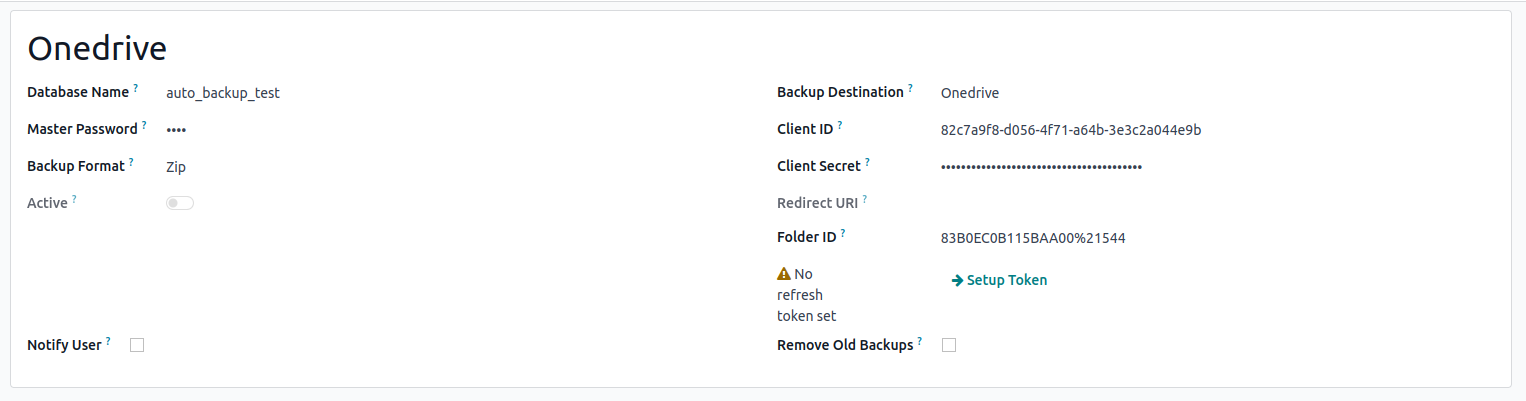 Onedrive
Database Name ? auto_backup_test
Backup Destination ? Onedrive
Master Password ? ••••
Client ID ? 82c7a9f8-d056-4f71-a64b-3e3c2a044e9b
Backup Format ? Zip
Client Secret ? ••••••••••••••••••••••••••••••••••••••••
Active ?
Redirect URI ?
Folder ID ? 83B0EC0B115BAA00%21544
No
refresh
token set
Setup Token
Notify User ?
Remove Old Backups ?